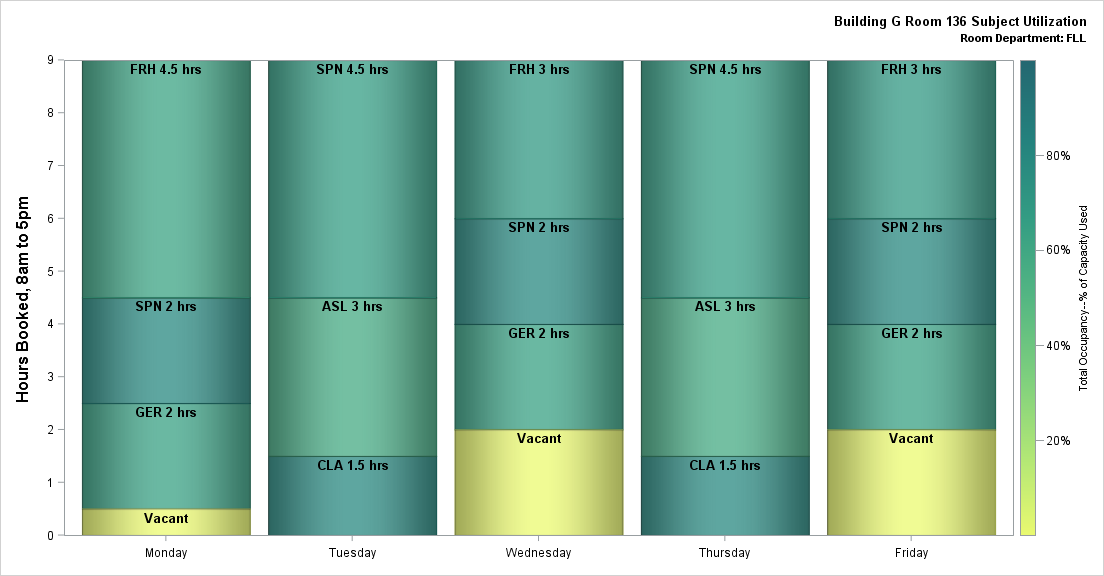 Building G Room 136 Subject Utilization
Room Department: FLL
Hours Booked, 8am to 5pm
9
8
7
6
5
4
3
2
1
0
FRH 4.5 hrs
SPN 2 hrs
GER 2 hrs
Vacant
SPN 4.5 hrs
ASL 3 hrs
CLA 1.5 hrs
FRH 3 hrs
SPN 2 hrs
GER 2 hrs
Vacant
SPN 4.5 hrs
ASL 3 hrs
CLA 1.5 hrs
FRH 3 hrs
SPN 2 hrs
GER 2 hrs
Vacant
Monday
Tuesday
Wednesday
Thursday
Friday
80%
60%
40%
20%
Total Occupancy--% of Capacity Used